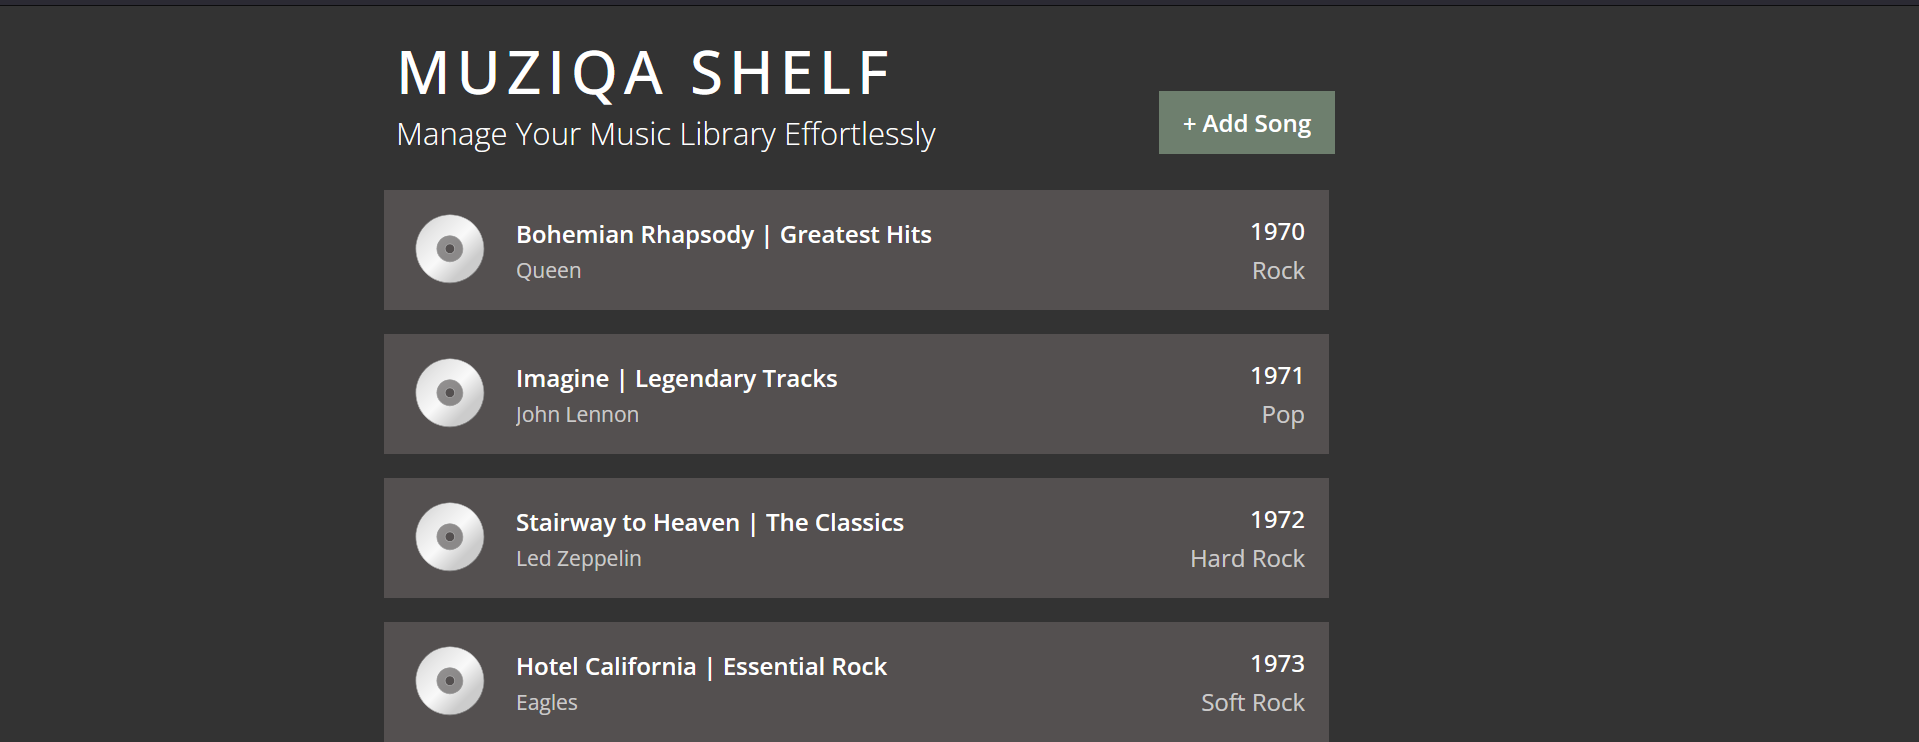 MUZIQA SHELF
Manage Your Music Library Effortlessly
+ Add Song
Bohemian Rhapsody | Greatest Hits
Queen
1970
Rock
Imagine | Legendary Tracks
John Lennon
1971
Pop
Stairway to Heaven | The Classics
Led Zeppelin
1972
Hard Rock
Hotel California | Essential Rock
Eagles
1973
Soft Rock